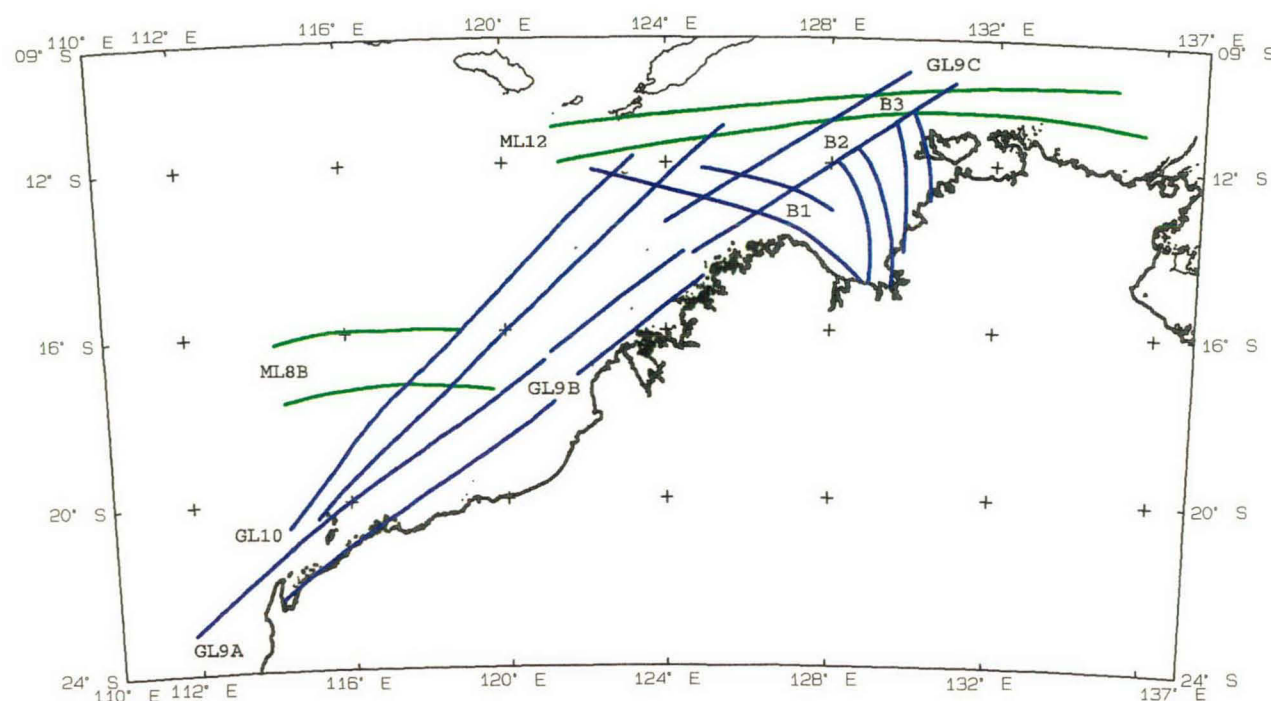 110° E 112° E 116° E 120° E 124° E 128° E 132° E 137° E
09° S 09° S
GL9C
B3
ML12 B2
12° S 12° S
B1
16° S 16° S
ML8B
GL9B
20° S 20° S
GL10
GL9A
24° S 24° S
110° E 112° E 116° E 120° E 124° E 128° E 132° E 137° E